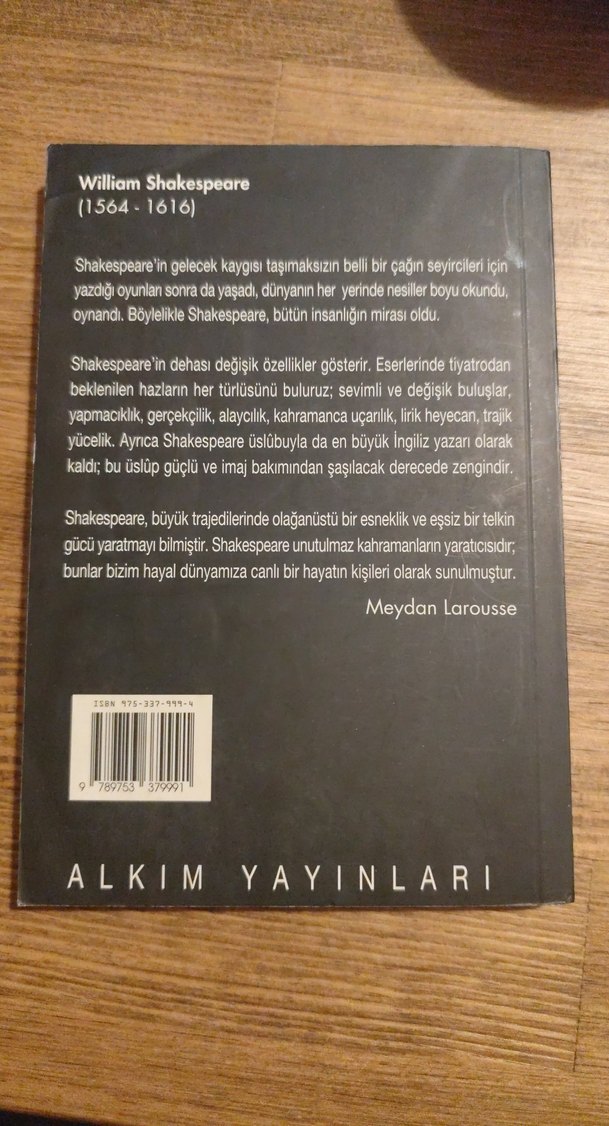 William Shakespeare
(1564 - 1616)
Shakespeare'in gelecek kaygısı taşımaksızın belli bir çağın seyircileri için
yazdığı oyunları sonra da yaşadı, dünyanın her yerinde nesiller boyu okundu,
oynandı. Böylelikle Shakespeare, bütün insanlığın mirası oldu.
Shakespeare'in dehası değişik özellikler gösterir. Eserlerinde tiyatrodan
beklenilen hazların her türlüsünü buluruz; sevimli ve değişik buluşlar,
yapmacıklık, gerçekçilik, alaycılık, kahramanca uçarılık, lirik heyecan, trajik
yücelik. Ayrıca Shakespeare üslûbuyla da en büyük İngiliz yazarı olarak
kaldı; bu üslûp güçlü ve imaj bakımından şaşılacak derecede zengindir.
Shakespeare, büyük trajedilerinde olağanüstü bir esneklik ve eşsiz bir telkin
gücü yaratmayı bilmiştir. Shakespeare unutulmaz kahramanların yaratıcısıdır;
bunlar bizim hayal dünyamıza canlı bir hayatın kişileri olarak sunulmuştur.
Meydan Larousse
ISBN 975-337-999-4
9 789753 379991
ALKIM YAYINLARI